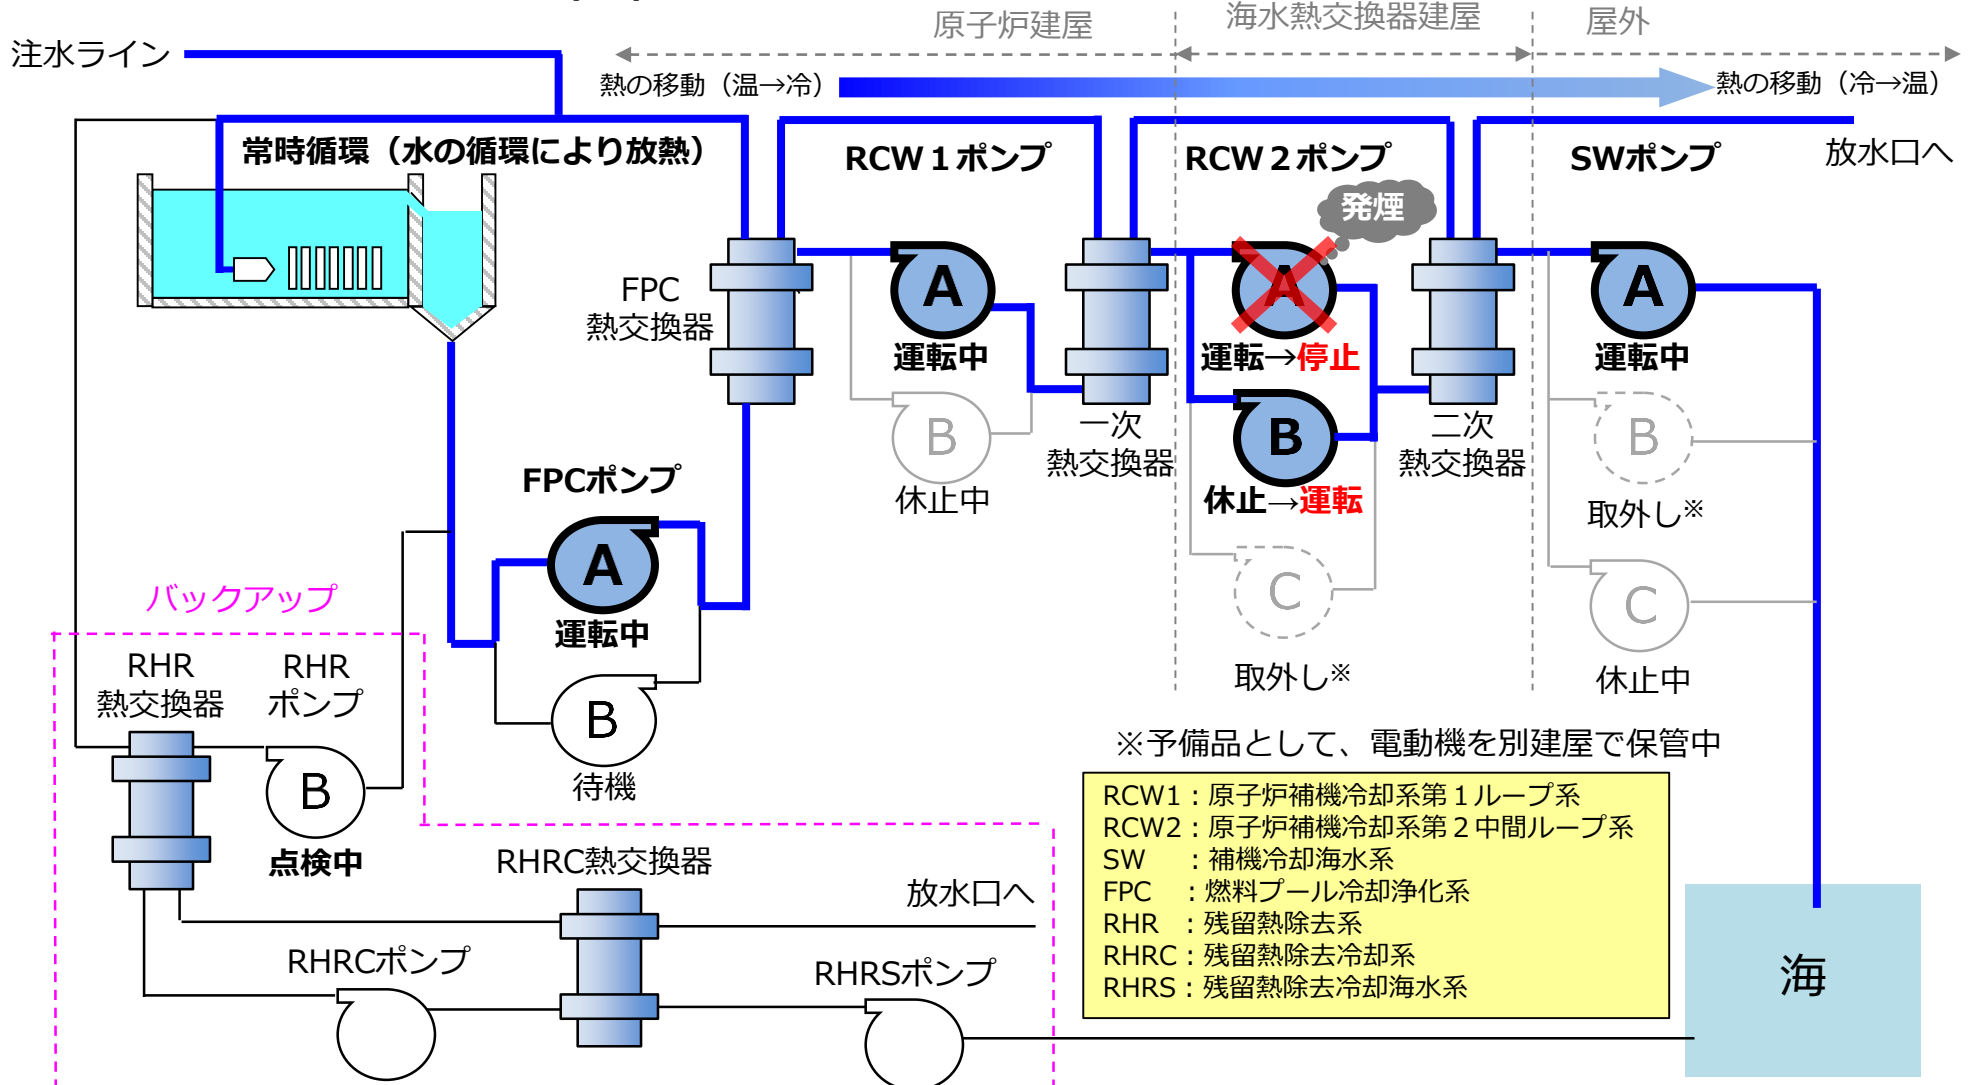 原子炉建屋
海水熱交換器建屋
屋外
注水ライン
熱の移動（温→冷）
熱の移動（冷→温）
常時循環（水の循環により放熱）
RCW１ポンプ
RCW２ポンプ
SWポンプ
放水口へ
発煙
FPC
熱交換器
A
運転中
B
休止中
一次
熱交換器
A
運転→停止
B
休止→運転
C
取外し※
二次
熱交換器
A
運転中
B
取外し※
C
休止中
FPCポンプ
A
運転中
B
待機
バックアップ
RHR
熱交換器
RHR
ポンプ
B
点検中
RHRC熱交換器
放水口へ
RHRCポンプ
RHRSポンプ
※予備品として、電動機を別建屋で保管中
RCW1：原子炉補機冷却系第１ループ系
RCW2：原子炉補機冷却系第２中間ループ系
SW　：補機冷却海水系
FPC　：燃料プール冷却浄化系
RHR　：残留熱除去系
RHRC：残留熱除去冷却系
RHRS：残留熱除去冷却海水系
海